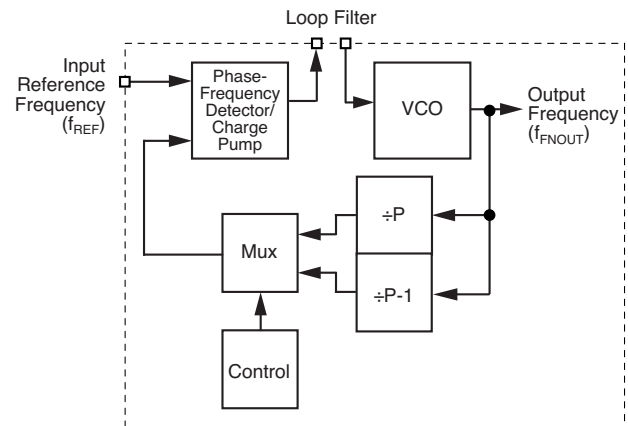 Loop Filter
Input
Reference
Frequency
(fREF)
Phase-
Frequency
Detector/
Charge
Pump
VCO
Output
Frequency
(fFNOUT)
÷P
Mux
÷P-1
Control